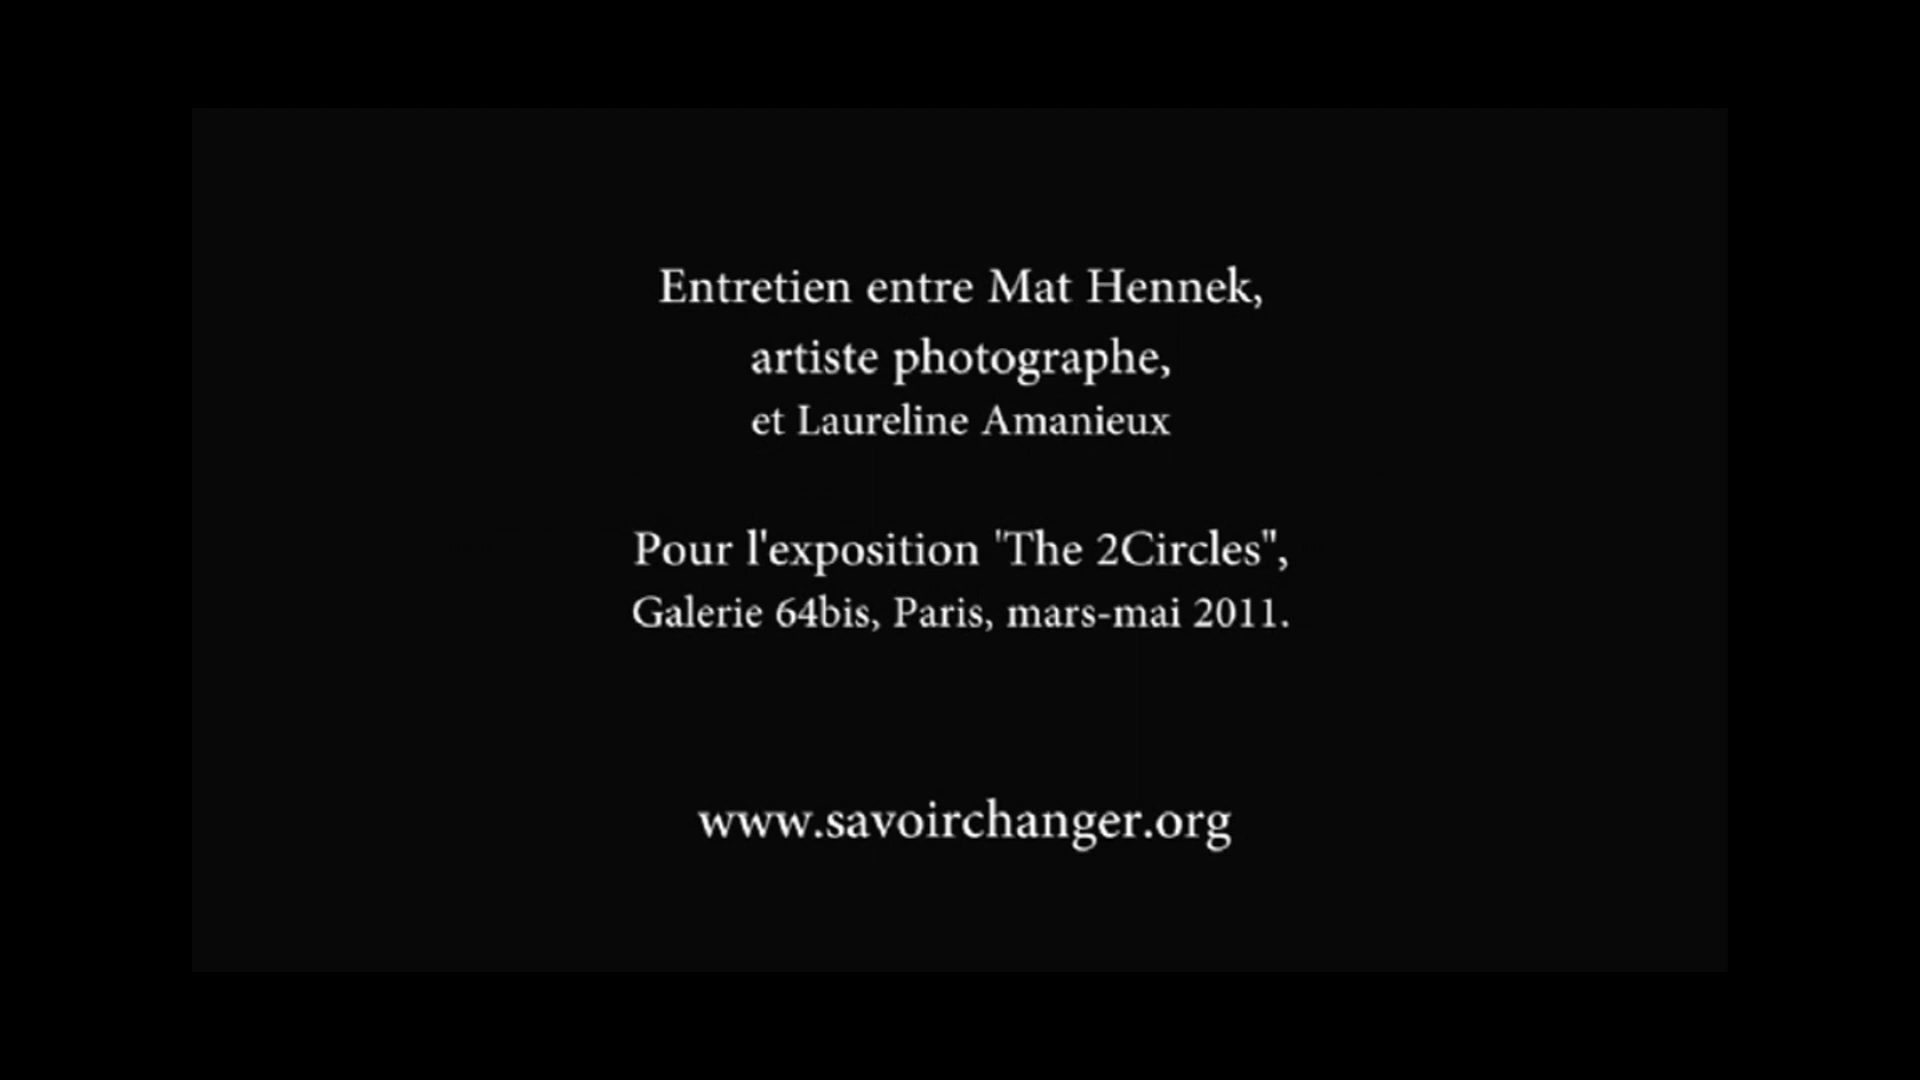 Entretien entre Mat Hennek,
artiste photographe,
et Laureline Amanieux
Pour l'exposition 'The 2Circles",
Galerie 64bis, Paris, mars-mai 2011.
www.savoirchanger.org